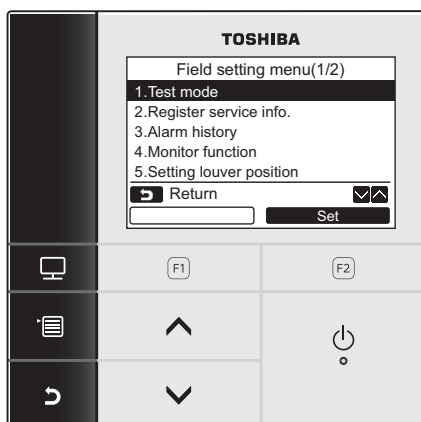 TOSHIBA
Field setting menu(1/2)
1.Test mode
2.Register service info.
3.Alarm history
4.Monitor function
5.Setting louver position
Return
Set
F1
F2